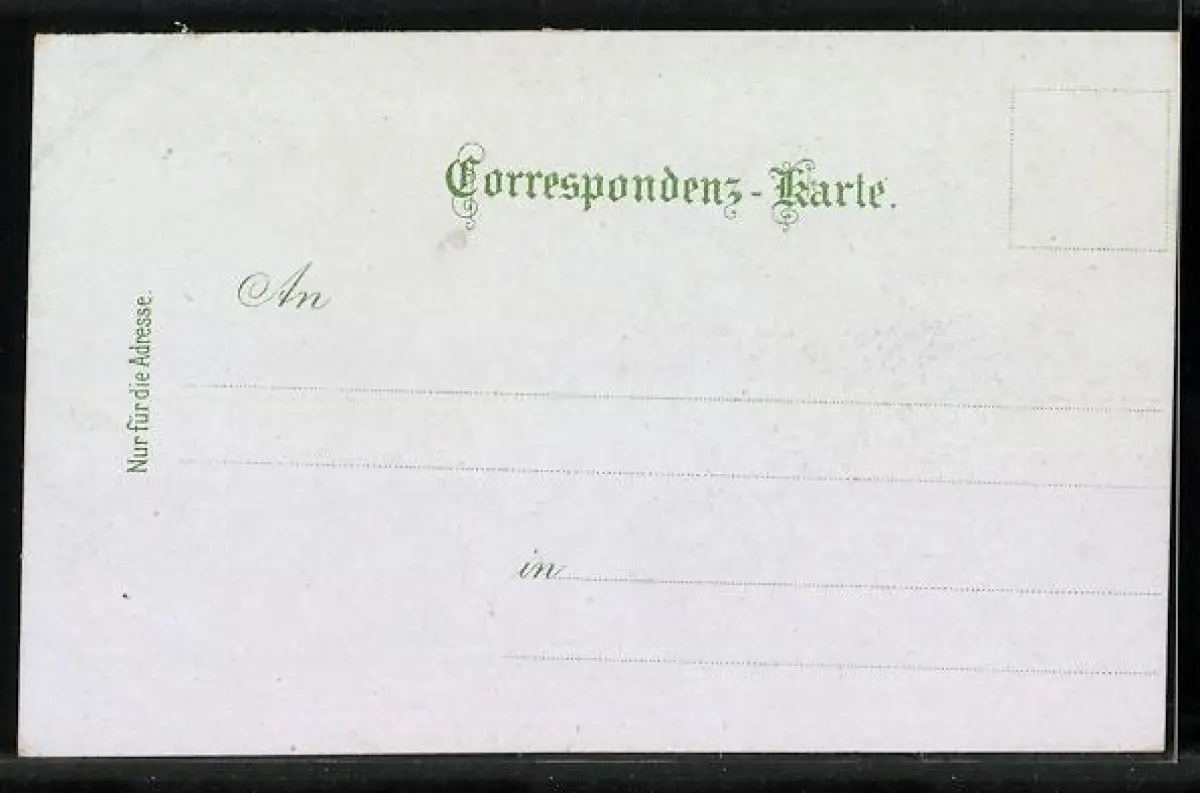 Correspondenz-Karte.
An
Nur für die Adresse.
in